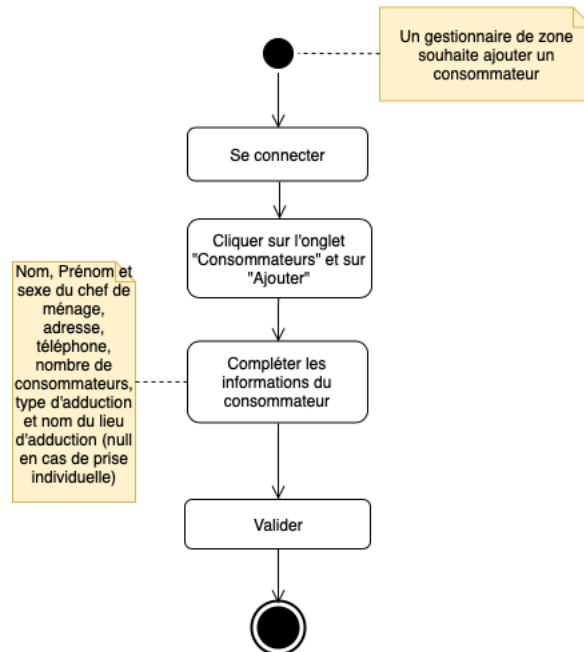 Un gestionnaire de zone
souhaite ajouter un
consommateur
Se connecter
Cliquer sur l'onglet
"Consommateurs" et sur
"Ajouter"
Nom, Prénom et
sexe du chef de
ménage,
adresse,
téléphone,
nombre de
consommateurs,
type d'adduction
et nom du lieu
d'adduction (null
en cas de prise
individuelle)
Compléter les
informations du
consommateur
Valider